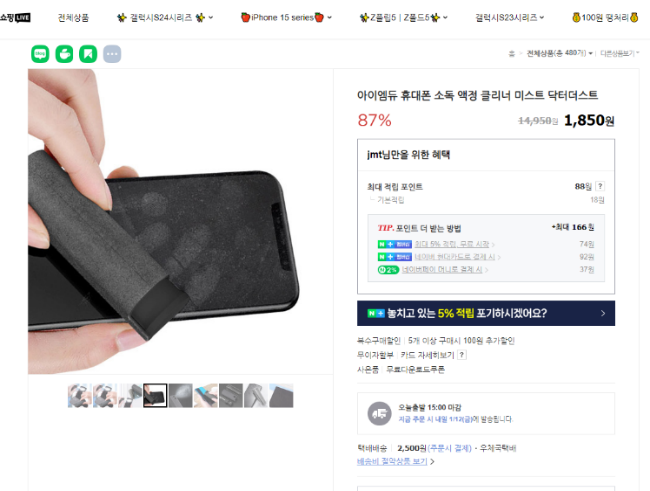 쇼핑LIVE 전체상품 갤럭시S24시리즈 iPhone 15 series Z플립5 | Z폴드5 갤럭시S23시리즈 100원 떙처리
홈 전체상품(총 480개) 다른상품보기
아이엠듀 휴대폰 소독 액정 클리너 미스트 닥터더스트
87% 14,950원 1,850원
jmt님만을 위한 혜택
최대 적립 포인트 88원 ?
기본적립 18원
TIP. 포인트 더 받는 방법 +최대 166원
N+ 멤버십 최대 5% 적립, 무료 시작 74원
N+ 멤버십 네이버 현대카드로 결제 시 92원
2% 네이버페이 머니로 결제 시 37원
N+ 놓치고 있는 5% 적립 포기하시겠어요?
복수구매할인 5개 이상 구매시 100원 추가할인
무이자할부 카드 자세히보기 ?
사은품 무료다운로드쿠폰
오늘출발 15:00 마감
지금 주문 시 내일 1/12(금)에 발송됩니다.
택배배송 2,500원(주문시 결제) · 우체국택배
배송비 절약상품 보기